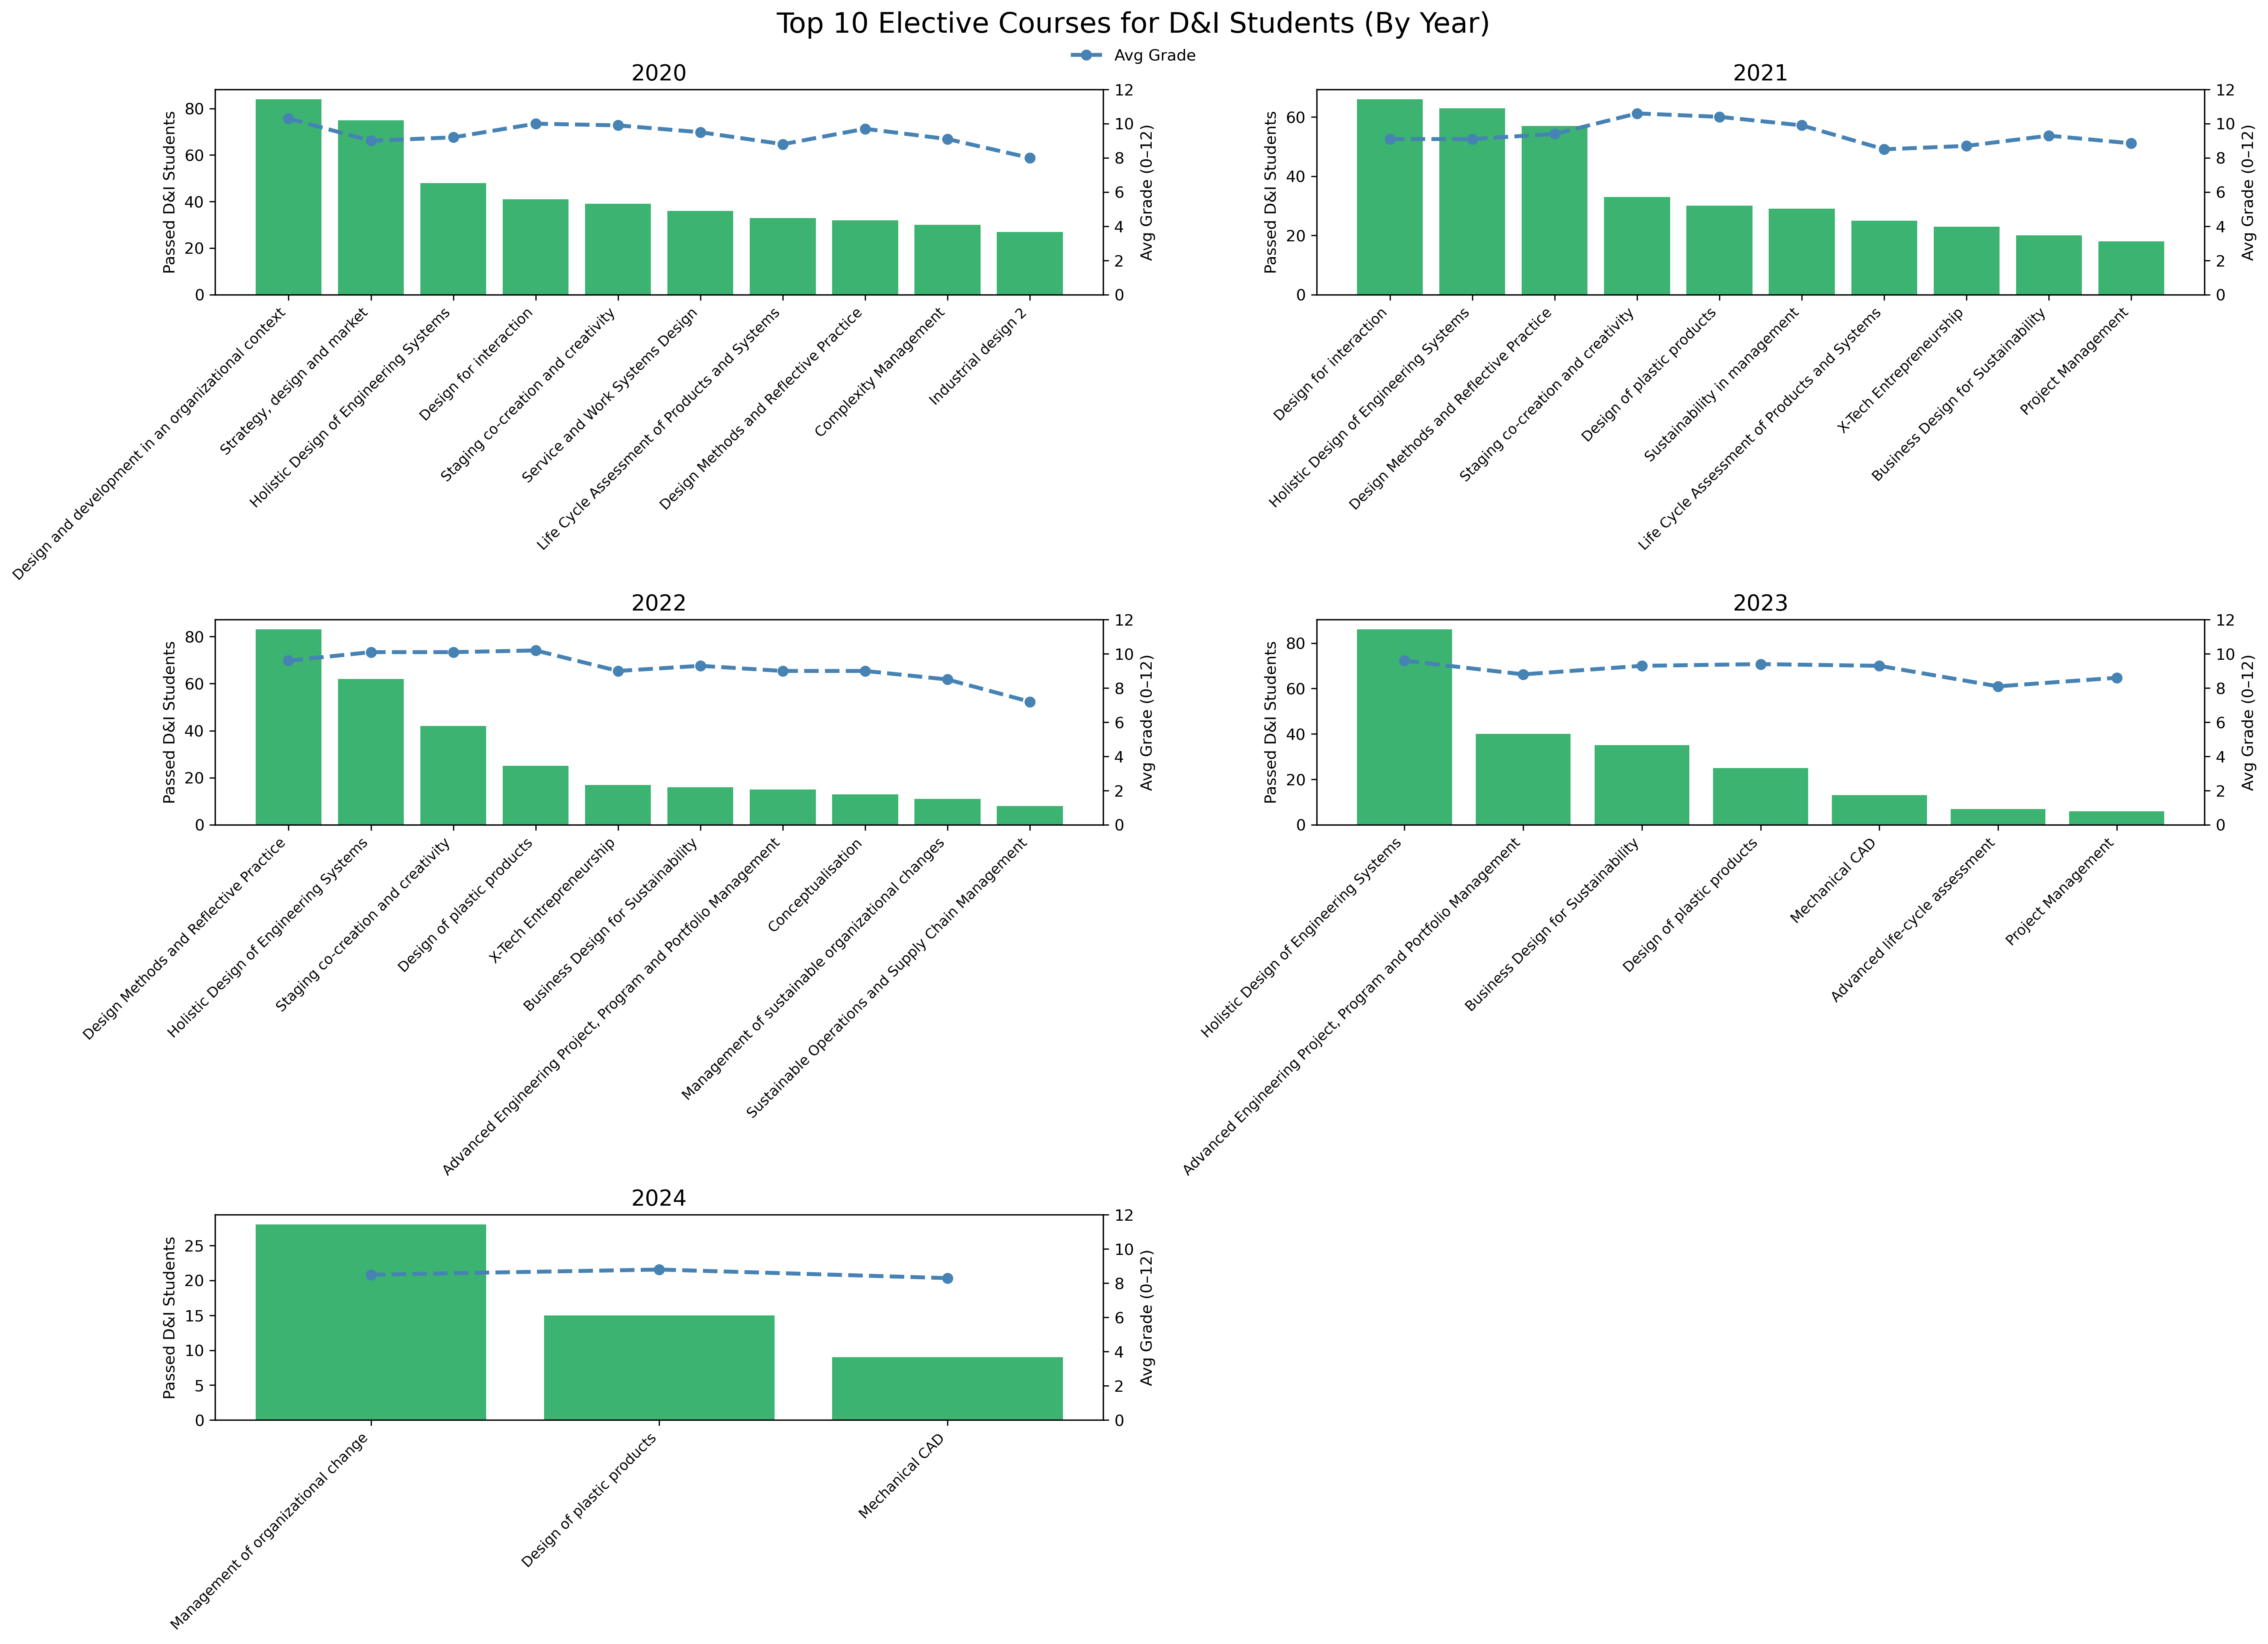 Top 10 Elective Courses for D&I Students (By Year)
Avg Grade
2020
Passed D&I Students
80
60
40
20
0
12
10
8
6
4
2
0
Avg Grade (0–12)
Design and development in an organizational context
Strategy, design and market
Holistic Design of Engineering Systems
Design for interaction
Staging co-creation and creativity
Service and Work Systems Design
Life Cycle Assessment of Products and Systems
Design Methods and Reflective Practice
Complexity Management
Industrial design 2
2021
Passed D&I Students
60
40
20
0
12
10
8
6
4
2
0
Avg Grade (0–12)
Design for interaction
Holistic Design of Engineering Systems
Design Methods and Reflective Practice
Staging co-creation and creativity
Design of plastic products
Sustainability in management
Life Cycle Assessment of Products and Systems
X-Tech Entrepreneurship
Business Design for Sustainability
Project Management
2022
Passed D&I Students
80
60
40
20
0
12
10
8
6
4
2
0
Avg Grade (0–12)
Design Methods and Reflective Practice
Holistic Design of Engineering Systems
Staging co-creation and creativity
Design of plastic products
X-Tech Entrepreneurship
Business Design for Sustainability
Advanced Engineering Project, Program and Portfolio Management
Conceptualisation
Management of sustainable organizational changes
Sustainable Operations and Supply Chain Management
2023
Passed D&I Students
80
60
40
20
0
12
10
8
6
4
2
0
Avg Grade (0–12)
Holistic Design of Engineering Systems
Advanced Engineering Project, Program and Portfolio Management
Business Design for Sustainability
Design of plastic products
Mechanical CAD
Advanced life-cycle assessment
Project Management
2024
Passed D&I Students
25
20
15
10
5
0
12
10
8
6
4
2
0
Avg Grade (0–12)
Management of organizational change
Design of plastic products
Mechanical CAD